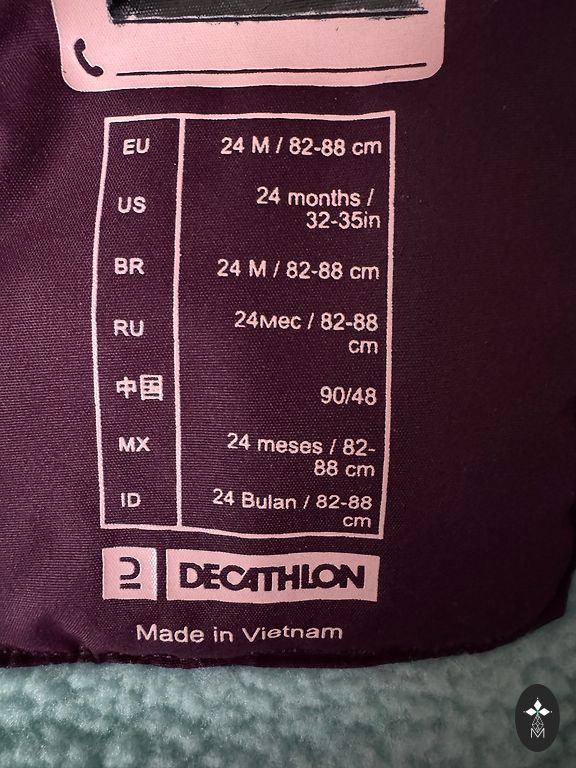 EU 24 M / 82-88 cm
US 24 months /
32-35in
BR 24 M / 82-88 cm
RU 24мес / 82-88
cm
中国 90/48
MX 24 meses / 82-
88 cm
ID 24 Bulan / 82-88
cm
DECATHLON
Made in Vietnam
M